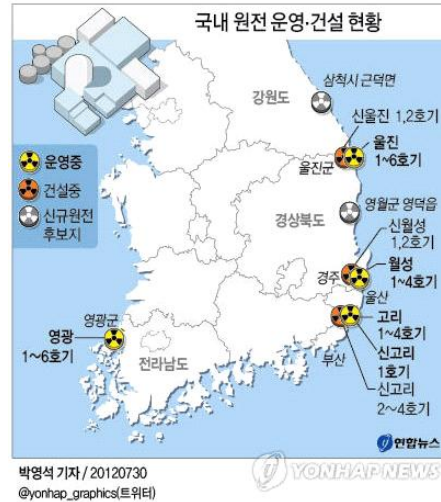 국내 원전 운영·건설 현황
삼척시 근덕면
강원도
신울진 1,2호기
운영중
울진
1~6호기
울진군
건설중
신규원전
후보지
영월군 영덕읍
경상북도
신월성
1,2호기
월성
1~4호기
경주
울산
영광군
영광
1~6호기
고리
1~4호기
신고리
1호기
전라남도
부산
신고리
2~4호기
연합뉴스
박영석 기자 / 20120730
YONHAP NEWS
@yonhap_graphics(트위터)